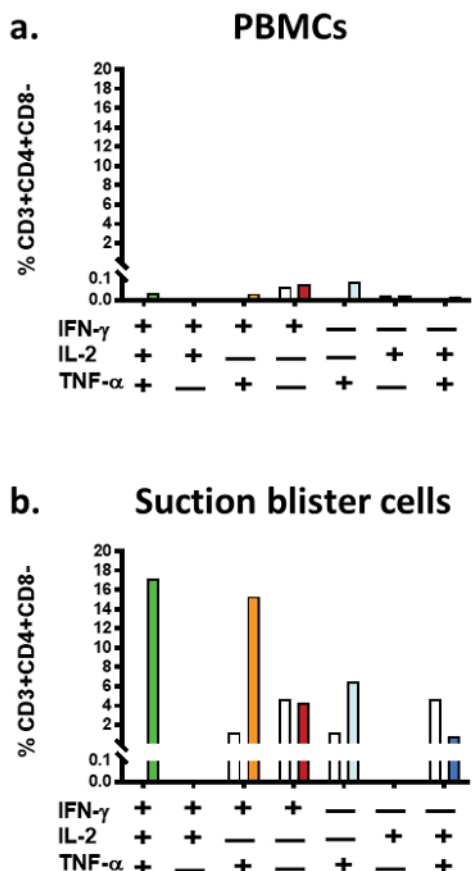 a. PBMCs
% CD3+CD4+CD8-
20
18
16
14
12
10
8
6
4
2
0.1
0.0
IFN-γ + + + + — — —
IL-2 + + — — — + +
TNF-α + — + — + — +
b. Suction blister cells
% CD3+CD4+CD8-
20
18
16
14
12
10
8
6
4
2
0.1
0.0
IFN-γ + + + + — — —
IL-2 + + — — — + +
TNF-α + — + — + — +